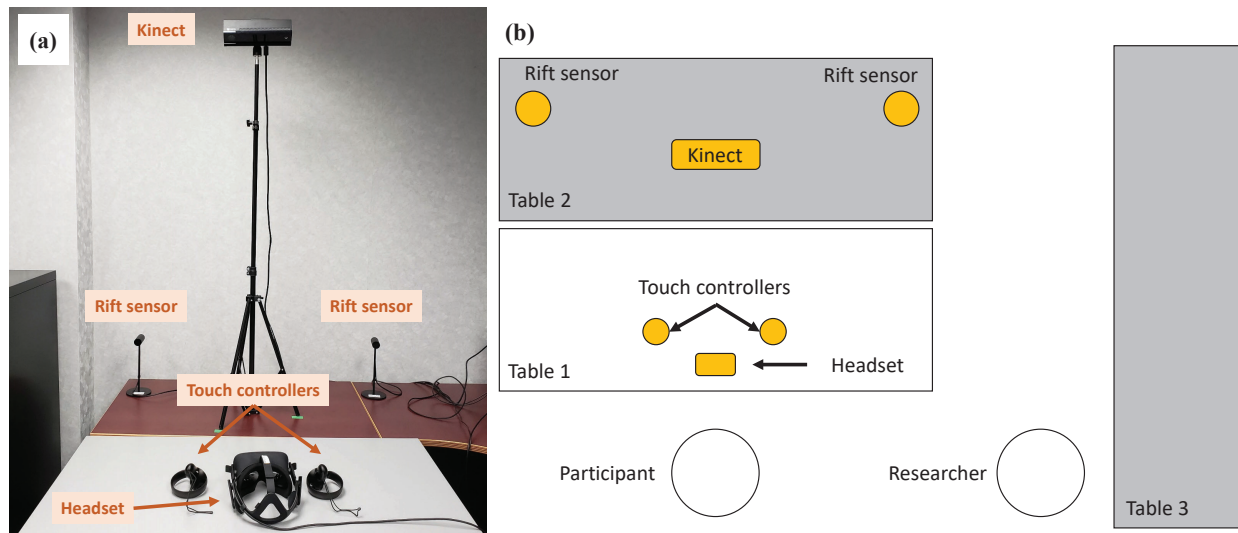 (a)
Kinect
Rift sensor
Rift sensor
Touch controllers
Headset
(b)
Rift sensor
Rift sensor
Kinect
Table 2
Touch controllers
Headset
Table 1
Participant
Researcher
Table 3